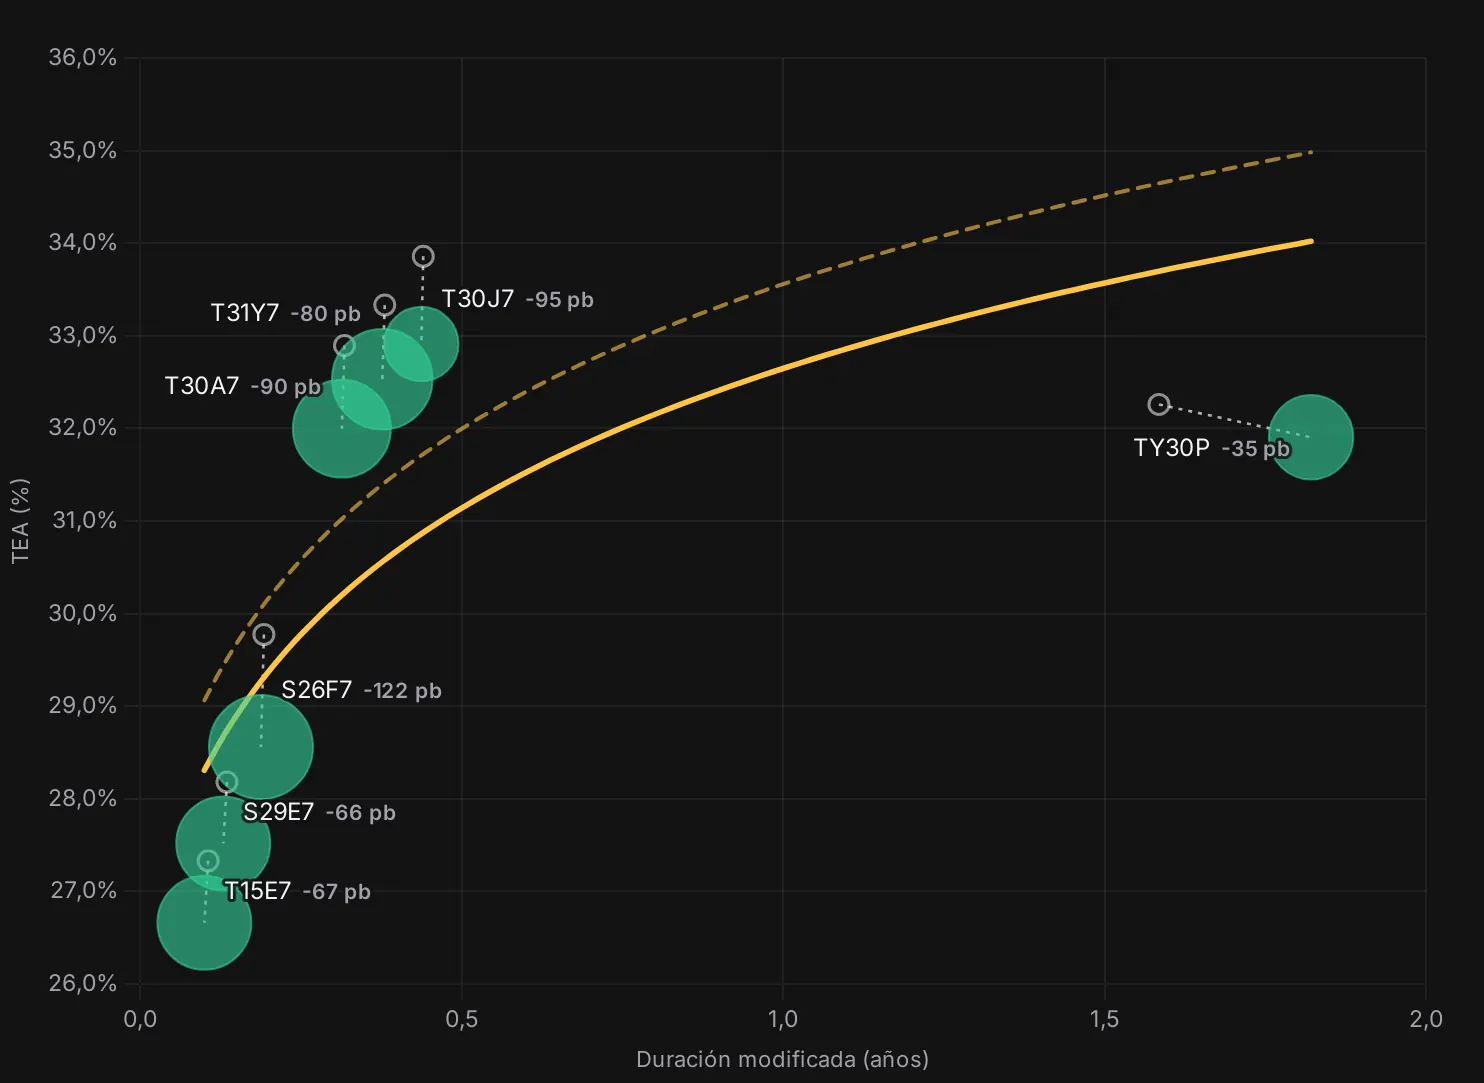 36,0%
35,0%
34,0%
33,0%
32,0%
31,0%
30,0%
29,0%
28,0%
27,0%
26,0%
TEA (%)
T30J7 -95 pb
T31Y7 -80 pb
T30A7 -90 pb
TY30P -35 pb
S26F7 -122 pb
S29E7 -66 pb
T15E7 -67 pb
0,0 0,5 1,0 1,5 2,0
Duración modificada (años)